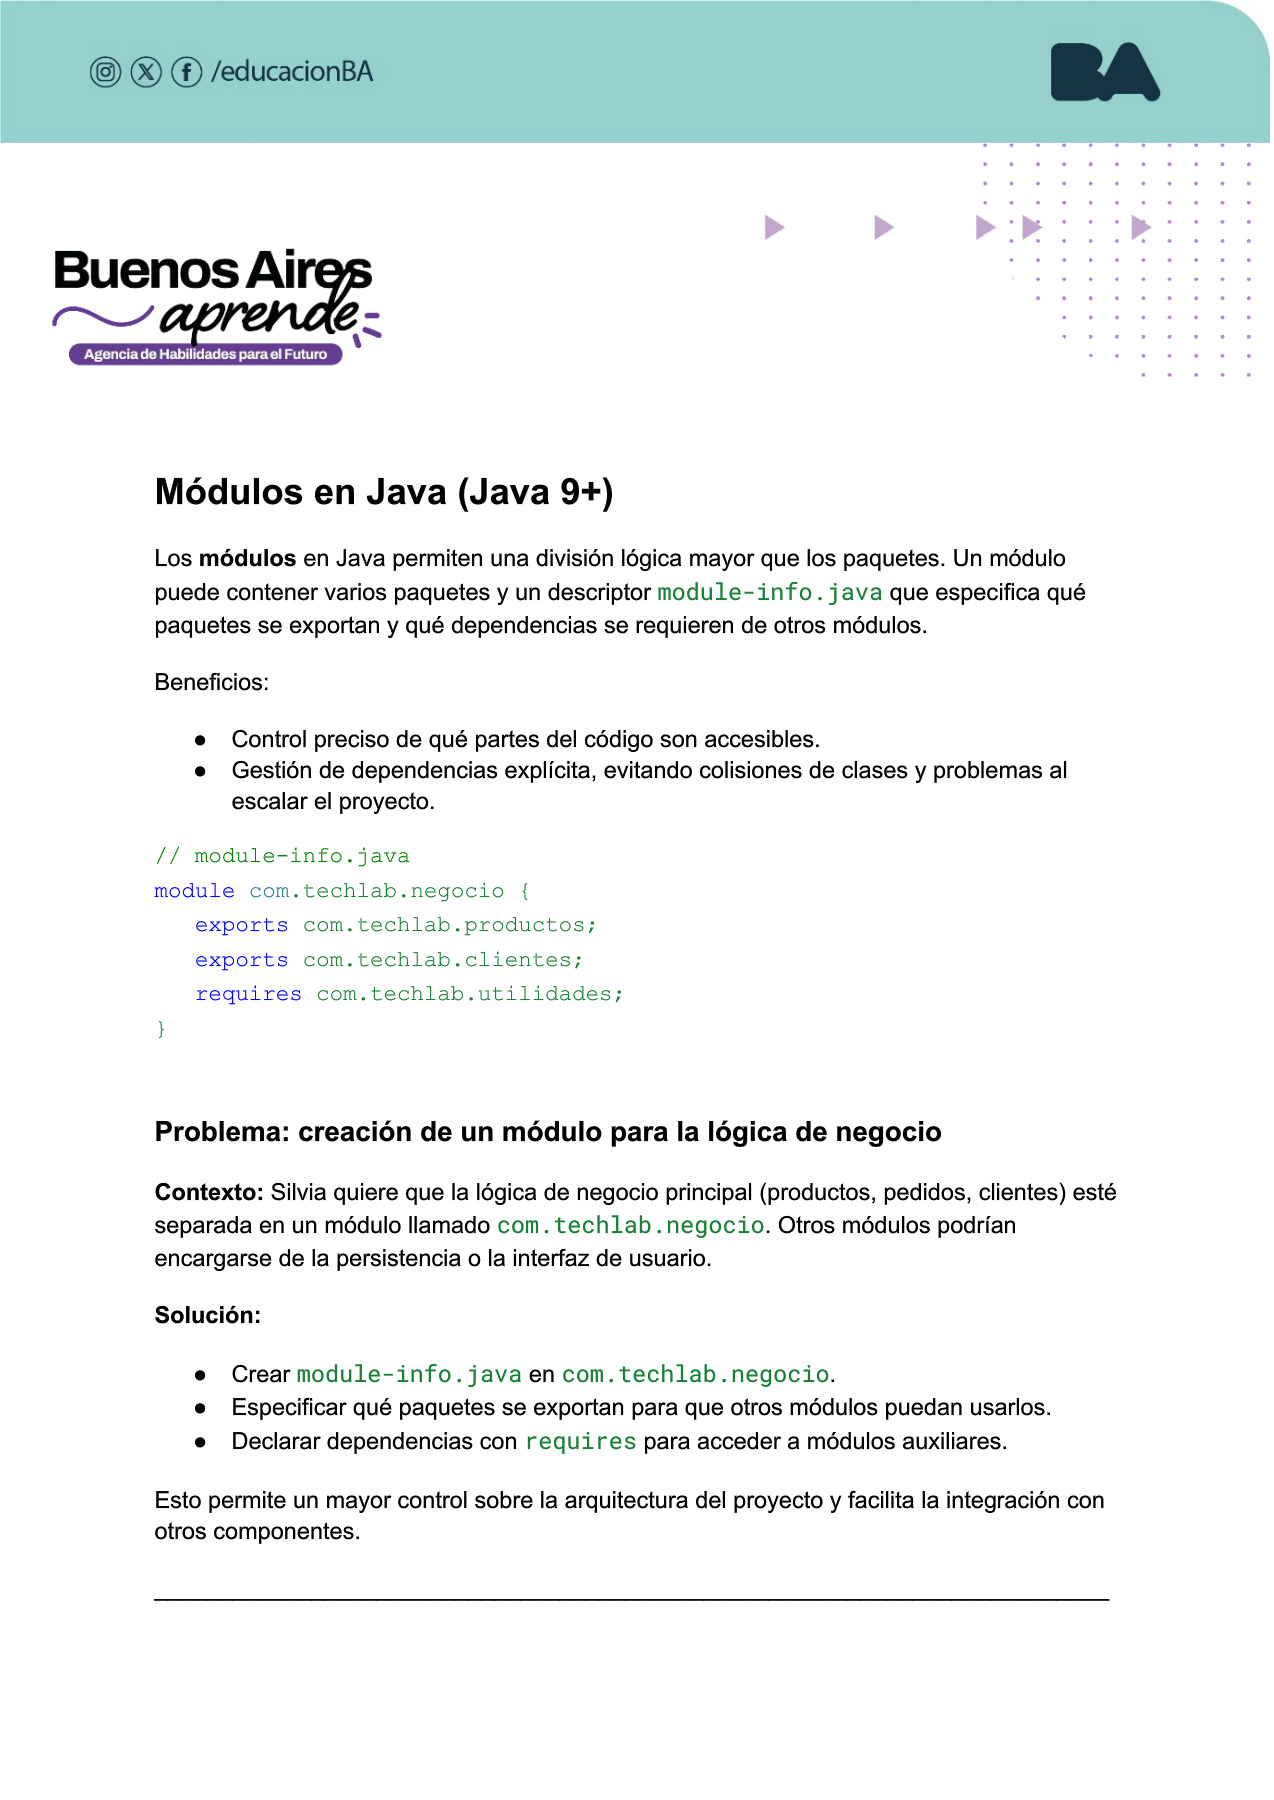 /educacionBA
BA
Buenos Aires
aprende
Agencia de Habilidades para el Futuro
Módulos en Java (Java 9+)
Los módulos en Java permiten una división lógica mayor que los paquetes. Un módulo
puede contener varios paquetes y un descriptor module-info.java que especifica qué
paquetes se exportan y qué dependencias se requieren de otros módulos.
Beneficios:
● Control preciso de qué partes del código son accesibles.
● Gestión de dependencias explícita, evitando colisiones de clases y problemas al
escalar el proyecto.
// module-info.java
module com.techlab.negocio {
exports com.techlab.productos;
exports com.techlab.clientes;
requires com.techlab.utilidades;
}
Problema: creación de un módulo para la lógica de negocio
Contexto: Silvia quiere que la lógica de negocio principal (productos, pedidos, clientes) esté
separada en un módulo llamado com.techlab.negocio. Otros módulos podrían
encargarse de la persistencia o la interfaz de usuario.
Solución:
● Crear module-info.java en com.techlab.negocio.
● Especificar qué paquetes se exportan para que otros módulos puedan usarlos.
● Declarar dependencias con requires para acceder a módulos auxiliares.
Esto permite un mayor control sobre la arquitectura del proyecto y facilita la integración con
otros componentes.